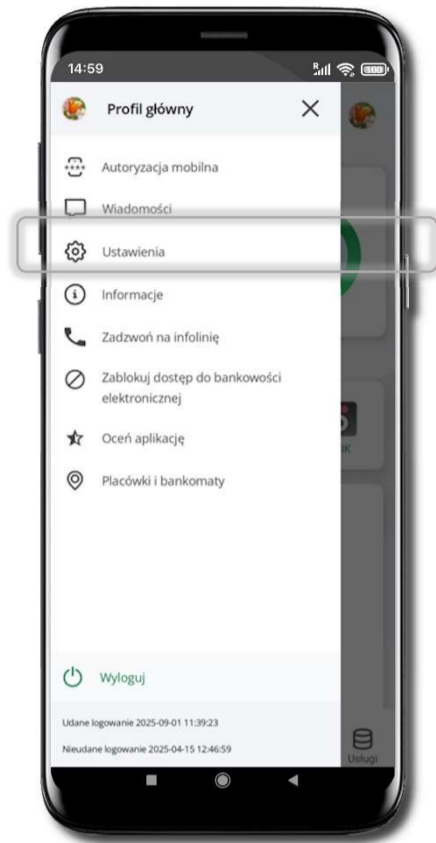 14:59
Profil główny
Autoryzacja mobilna
Wiadomości
Ustawienia
Informacje
Zadzwoń na infolinię
Zablokuj dostęp do bankowości
elektronicznej
Oceń aplikację
Placówki i bankomaty
Wyloguj
Udane logowanie 2025-09-01 11:39:23
Nieudane logowanie 2025-04-15 12:46:59
Usługi